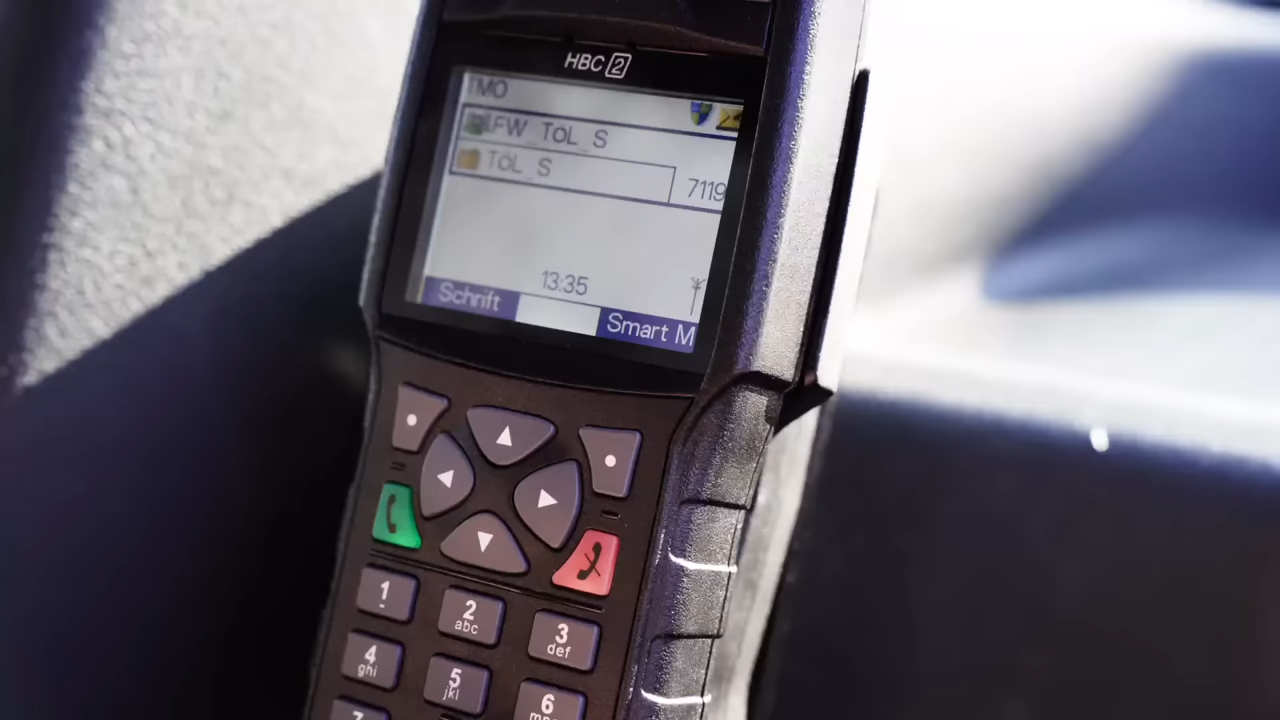 HBC 2
TMO
FW_ToL_S
ToL_S
7119
13:35
Schrift
Smart M
1
2
abc
3
def
4
ghi
5
jkl
6